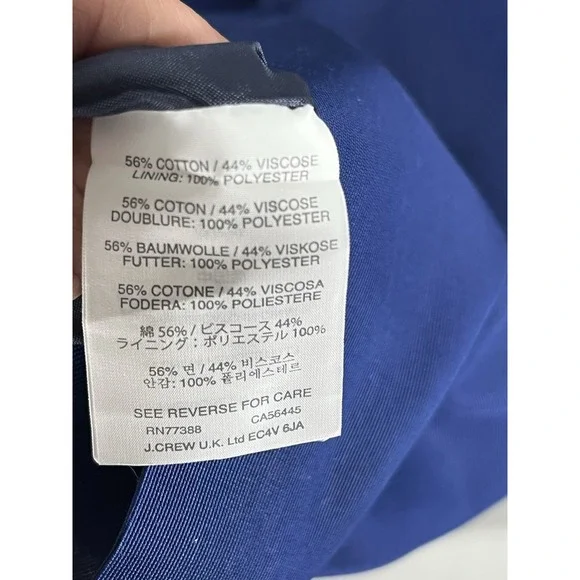 56% COTTON / 44% VISCOSE
LINING: 100% POLYESTER
56% COTON / 44% VISCOSE
DOUBLURE: 100% POLYESTER
56% BAUMWOLLE / 44% VISKOSE
FUTTER: 100% POLYESTER
56% COTONE / 44% VISCOSA
FODERA: 100% POLIESTERE
綿 56% / ビスコース 44%
ライニング: ポリエステル 100%
56% 면 / 44% 비스코스
안감: 100% 폴리에스테르
SEE REVERSE FOR CARE
RN77388 CA56445
J.CREW U.K. Ltd EC4V 6JA